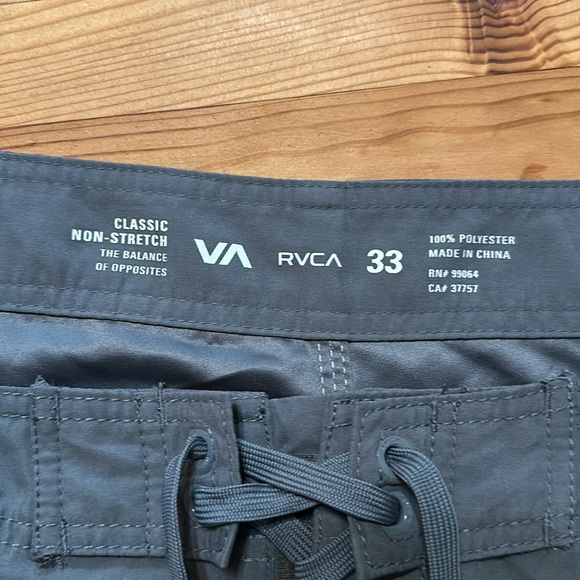 CLASSIC
NON-STRETCH
THE BALANCE
OF OPPOSITES
VA
RVCA
33
100% POLYESTER
MADE IN CHINA
RN# 99064
CA# 37757